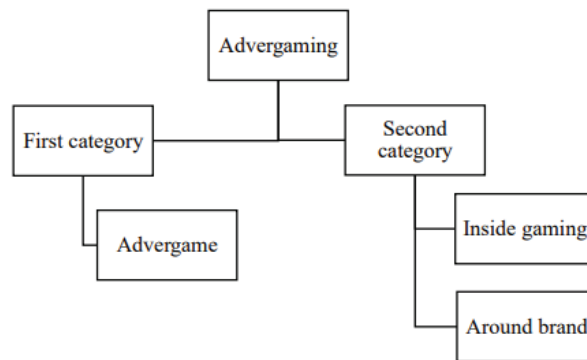 Advergaming
First category
Second
category
Advergame
Inside gaming
Around brand